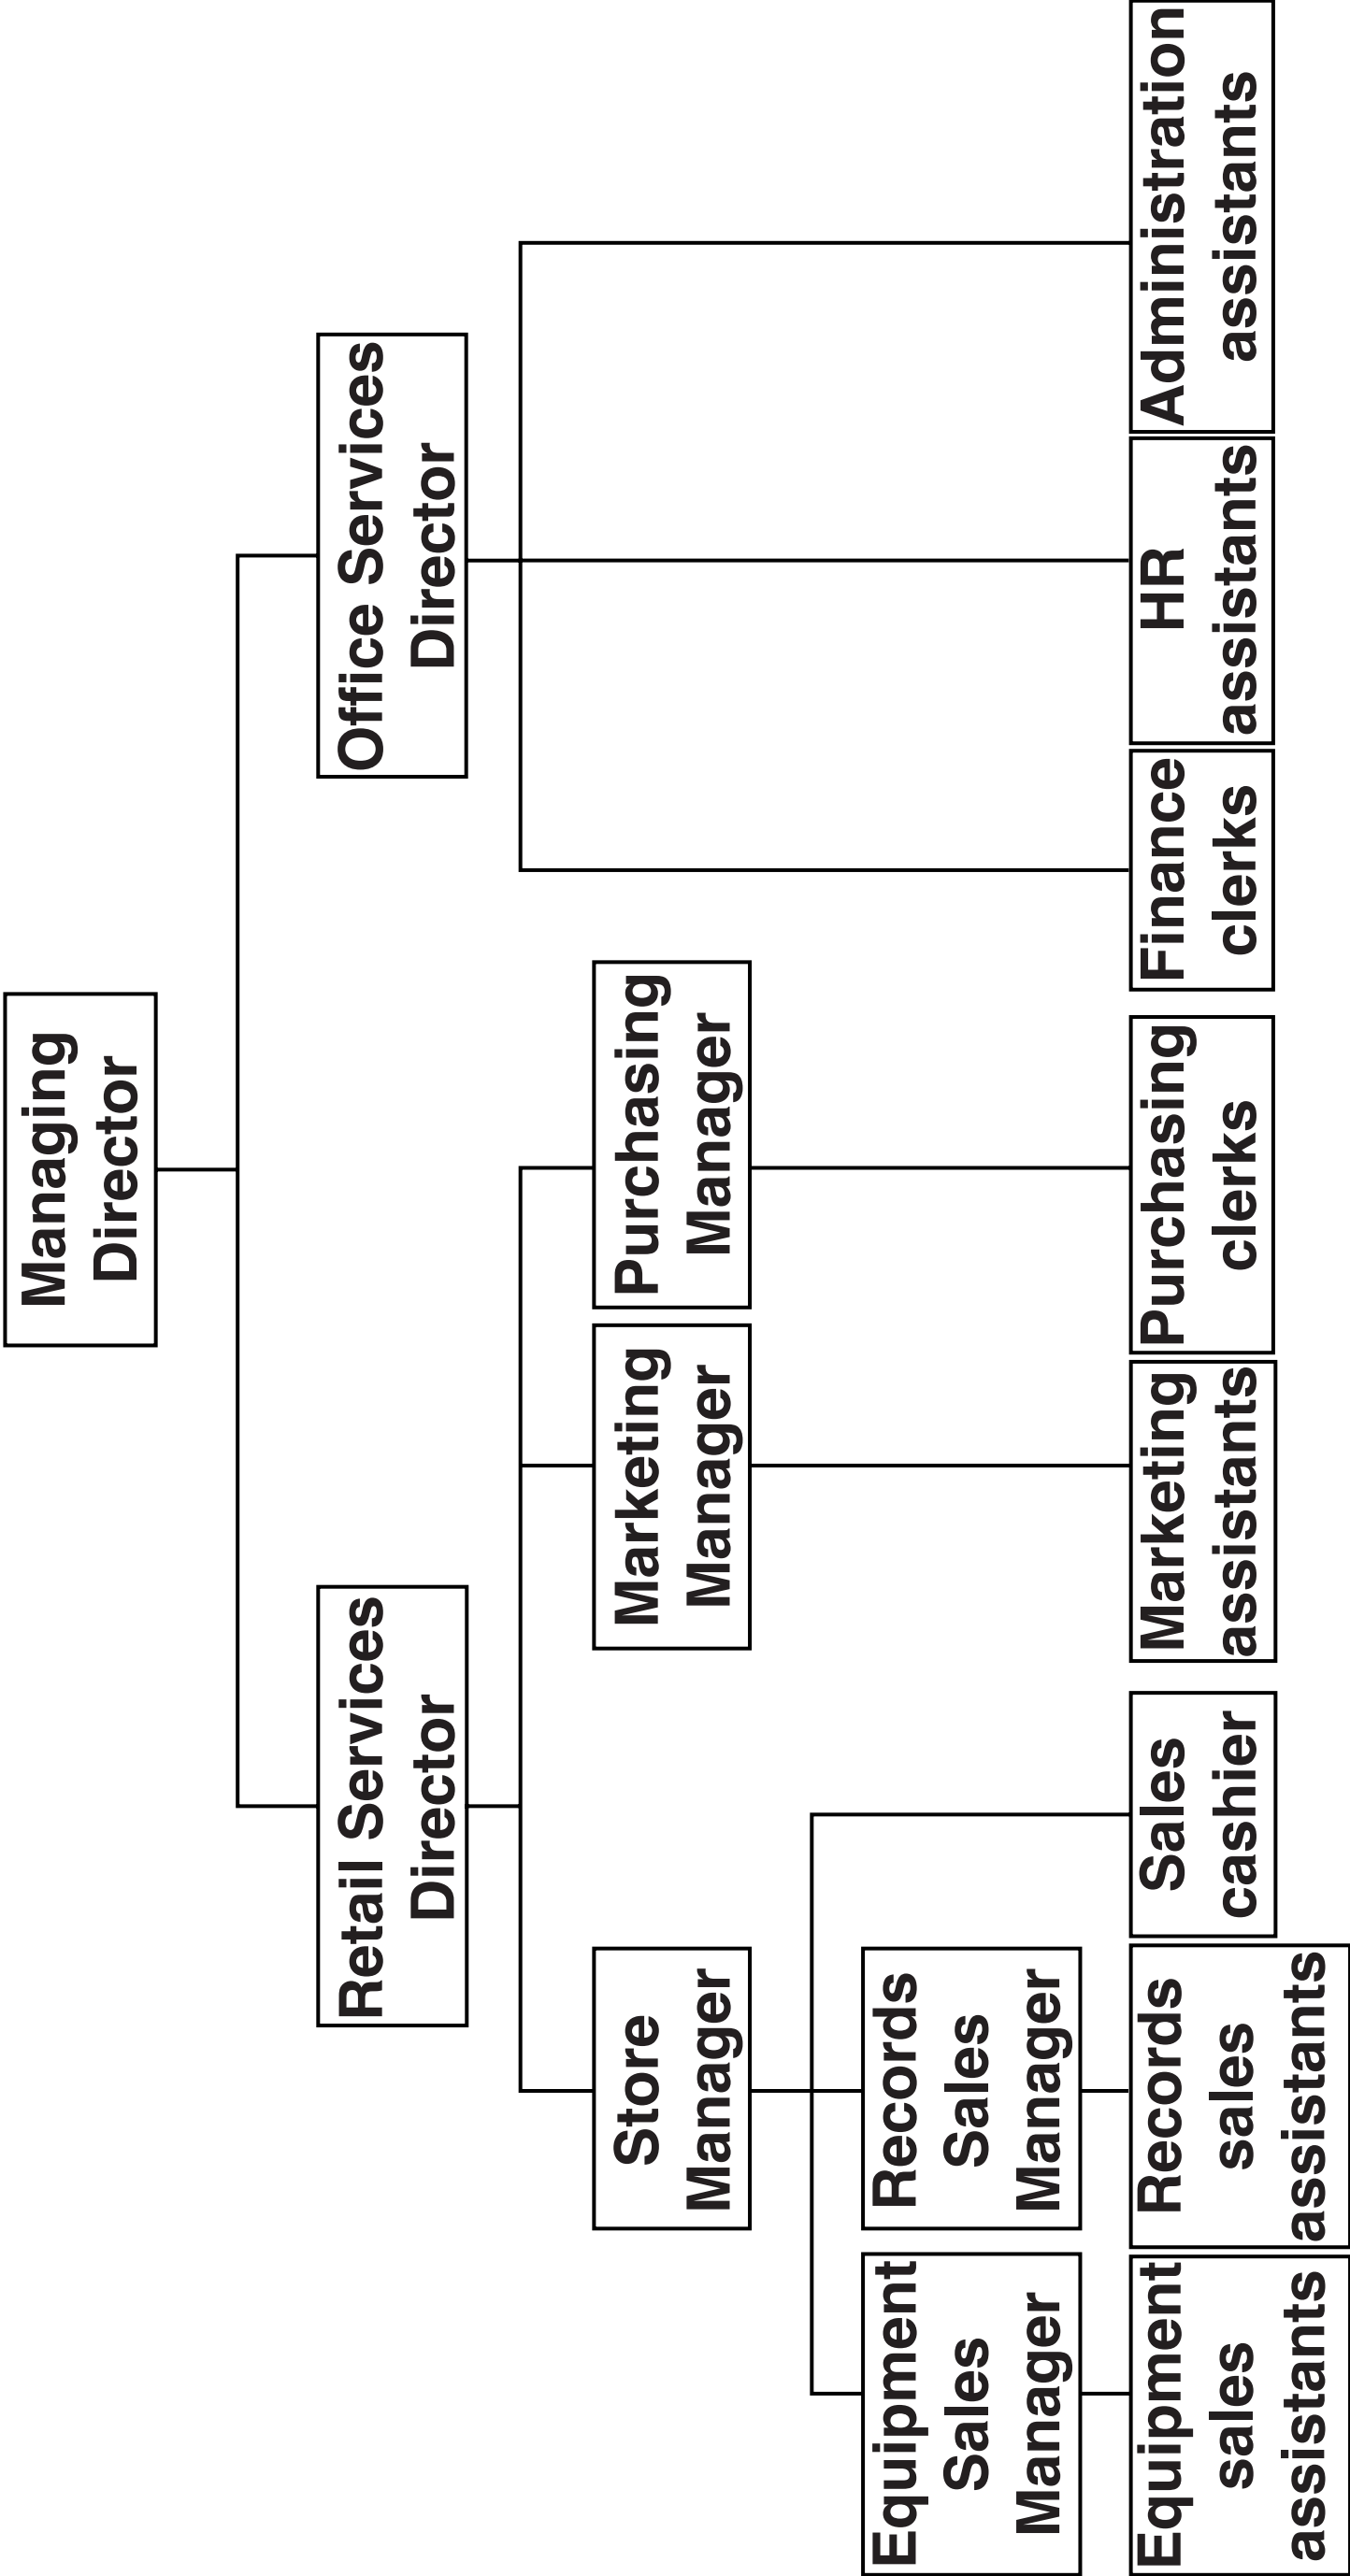 Managing
Director
Retail Services
Director
Office Services
Director
Store
Manager
Marketing
Manager
Purchasing
Manager
Equipment
Sales
Manager
Records
Sales
Manager
Equipment
sales
assistants
Records
sales
assistants
Sales
cashier
Marketing
assistants
Purchasing
clerks
Finance
clerks
HR
assistants
Administration
assistants